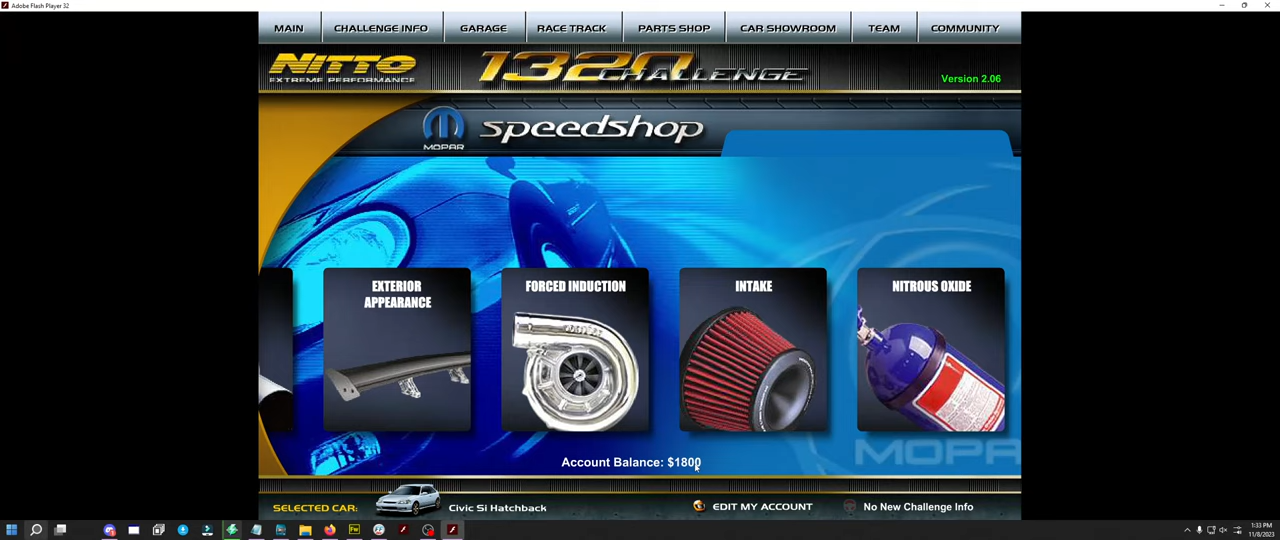 Adobe Flash Player 32
MAIN CHALLENGE INFO GARAGE RACE TRACK PARTS SHOP CAR SHOWROOM TEAM COMMUNITY
NITTO 1320 CHALLENGE
EXTREME PERFORMANCE
Version 2.06
speedshop
MOPAR
EXTERIOR
APPEARANCE
FORCED INDUCTION
INTAKE
NITROUS OXIDE
MOPA
Account Balance: $1800
SELECTED CAR: Civic Si Hatchback EDIT MY ACCOUNT No New Challenge Info
Fw
1:33 PM
11/8/2023